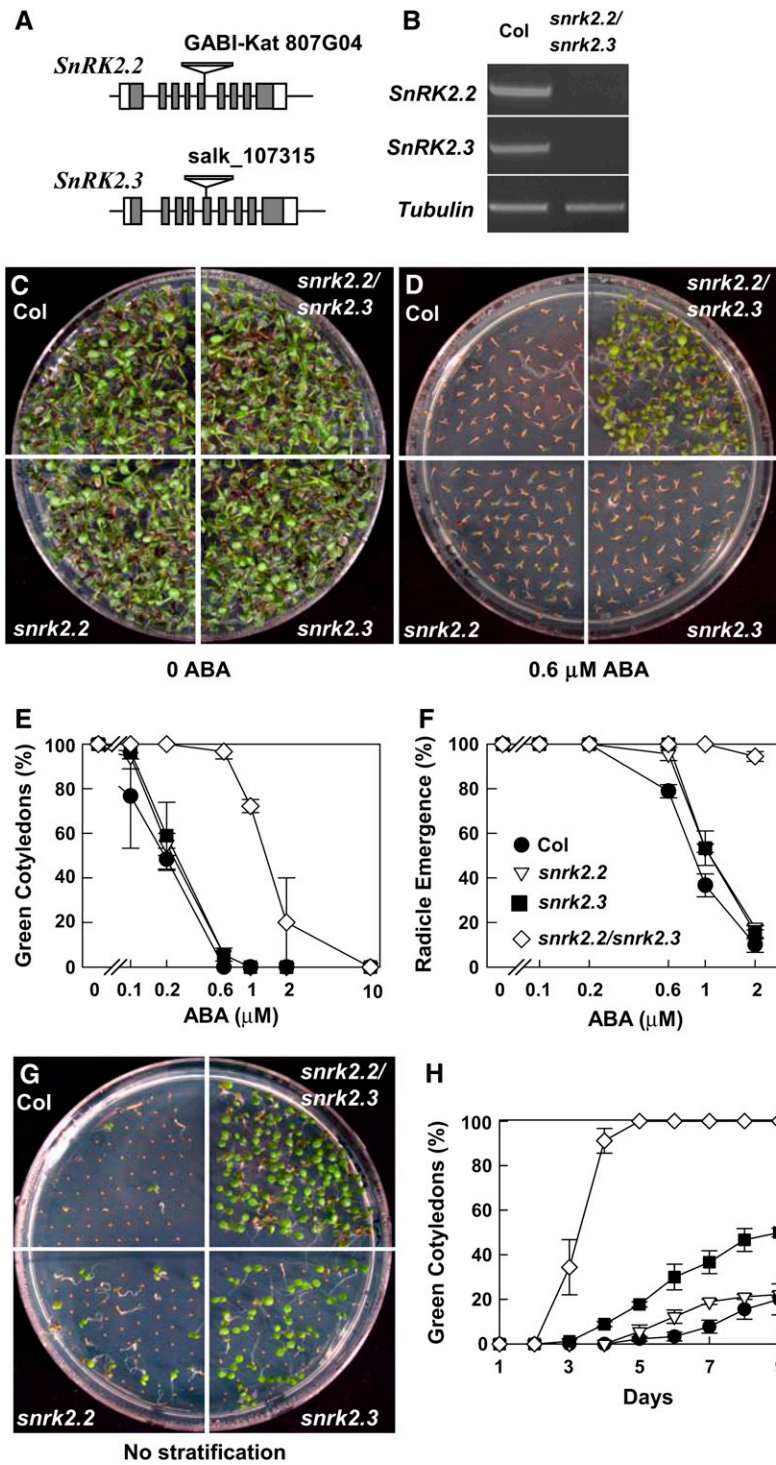 A
GABI-Kat 807G04
SnRK2.2
salk_107315
SnRK2.3
B
Col
snrk2.2/
snrk2.3
SnRK2.2
SnRK2.3
Tubulin
C
Col
snrk2.2/
snrk2.3
snrk2.2
snrk2.3
0 ABA
D
Col
snrk2.2/
snrk2.3
snrk2.2
snrk2.3
0.6 μM ABA
E
Green Cotyledons (%)
100
80
60
40
20
0
0 0.1 0.2 0.6 1 2 10
ABA (μM)
F
Radicle Emergence (%)
100
80
60
40
20
0
Col
snrk2.2
snrk2.3
snrk2.2/snrk2.3
0 0.1 0.2 0.6 1 2
ABA (μM)
G
Col
snrk2.2/
snrk2.3
snrk2.2
snrk2.3
No stratification
H
Green Cotyledons (%)
100
80
60
40
20
0
1 3 5 7
Days